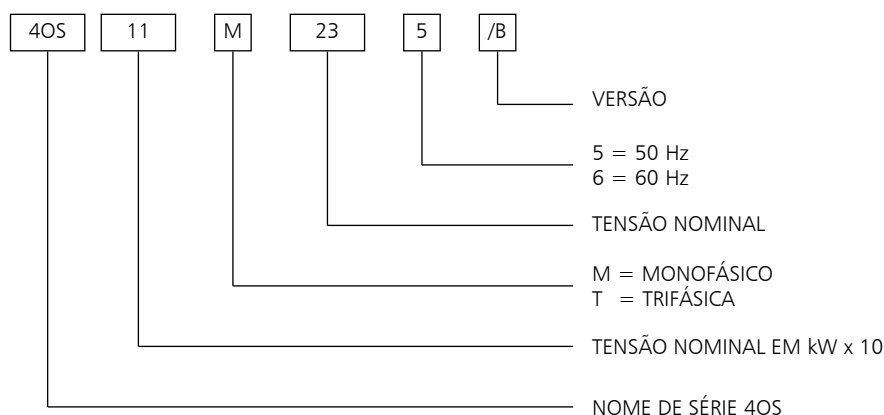 4OS 11 M 23 5 /B
VERSÃO
5 = 50 Hz
6 = 60 Hz
TENSÃO NOMINAL
M = MONOFÁSICO
T = TRIFÁSICA
TENSÃO NOMINAL EM kW x 10
NOME DE SÉRIE 4OS